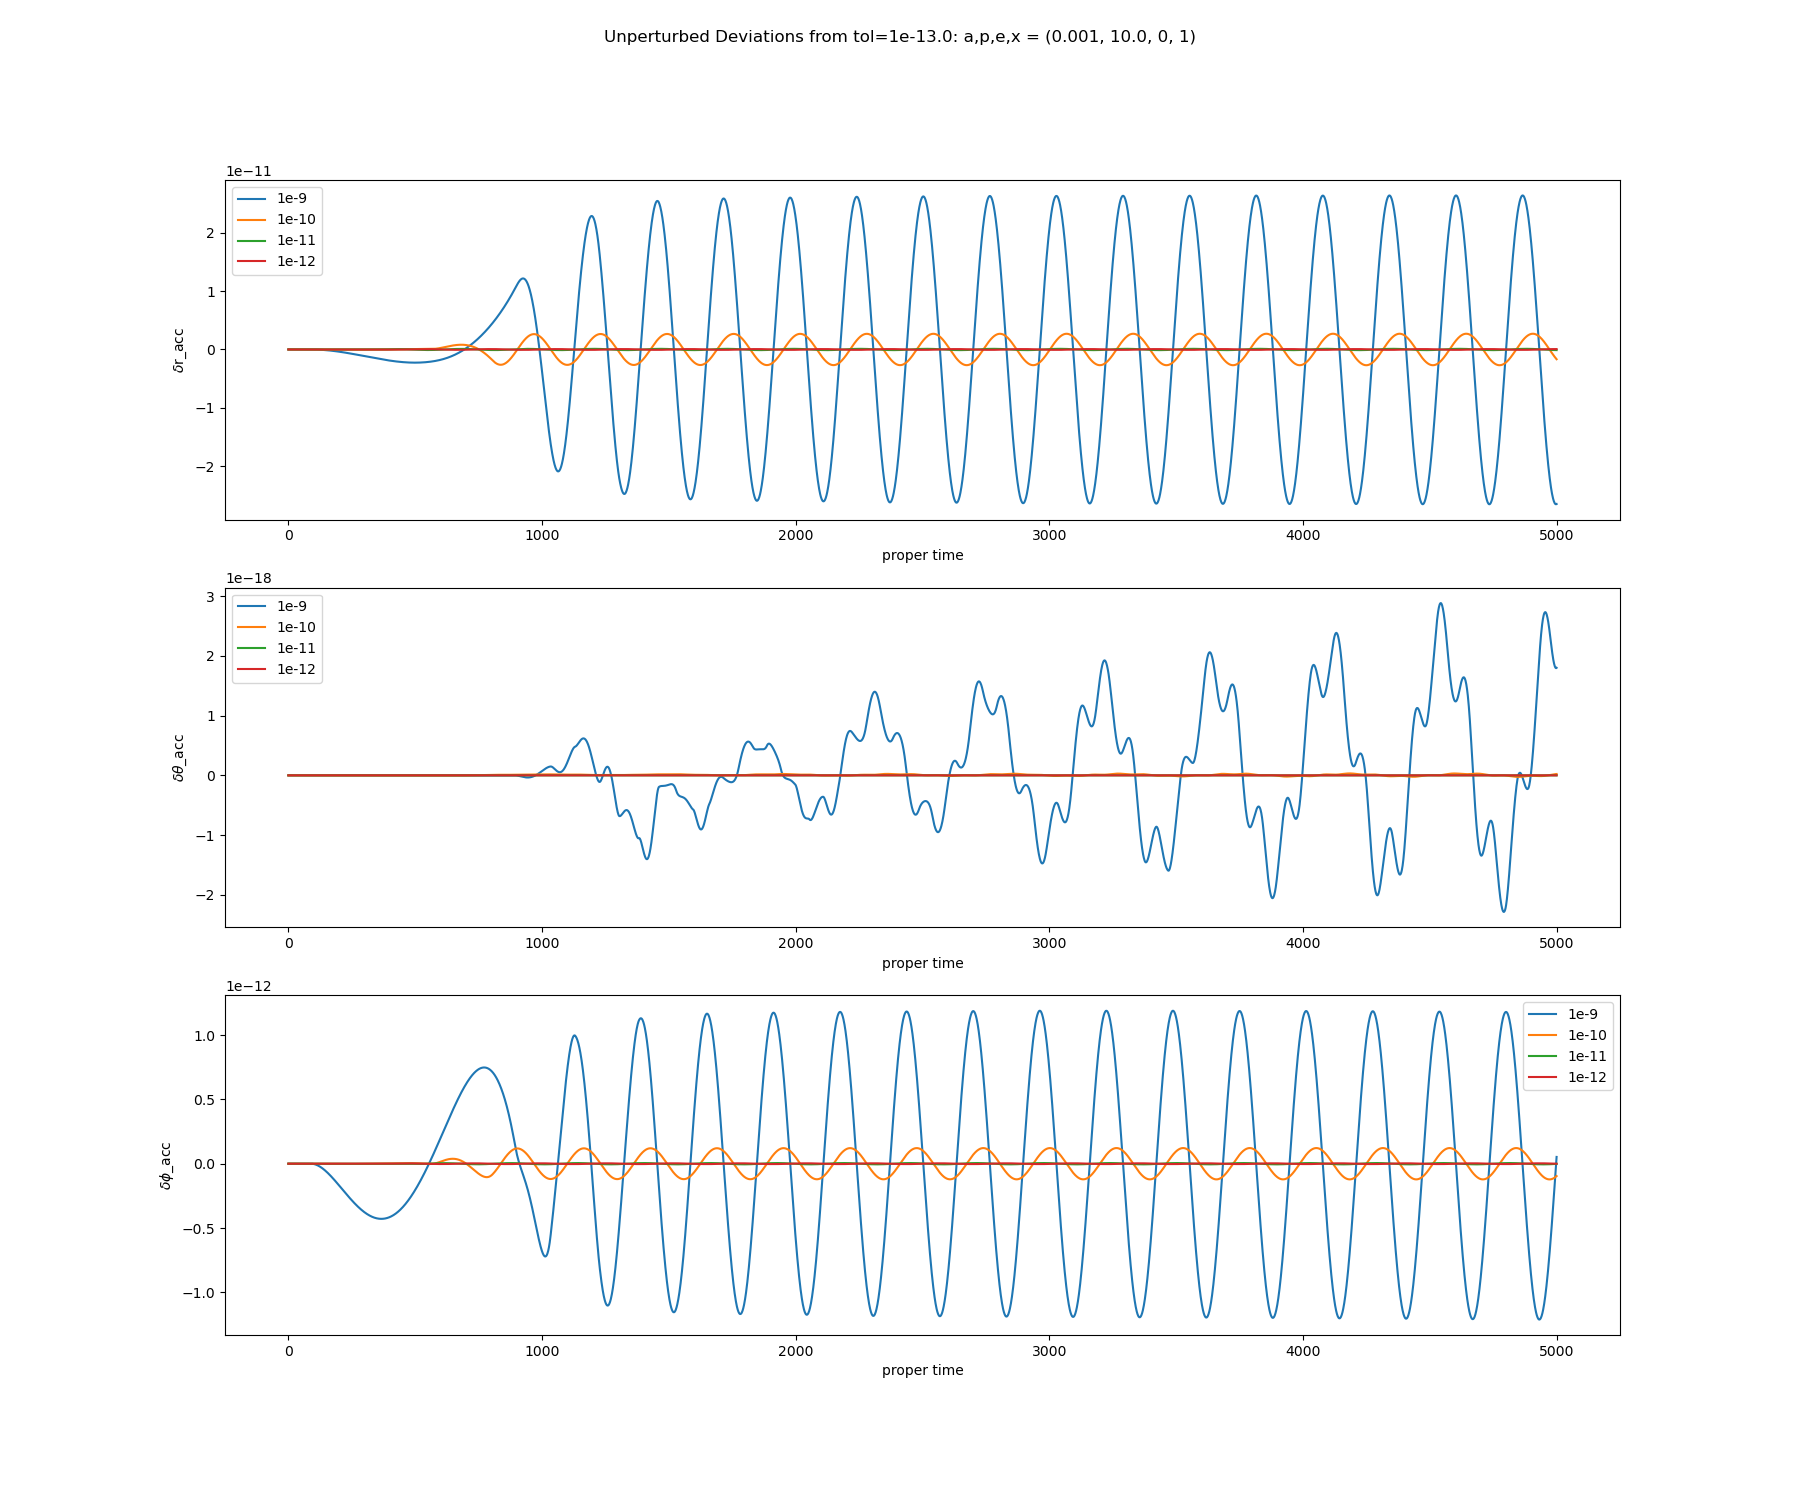 Unperturbed Deviations from tol=1e-13.0: a,p,e,x = (0.001, 10.0, 0, 1)
1e−11
1e-9
1e-10
1e-11
1e-12
2
1
0
−1
−2
δr_acc
0
1000
2000
3000
4000
5000
proper time
1e−18
1e-9
1e-10
1e-11
1e-12
3
2
1
0
−1
−2
δθ_acc
0
1000
2000
3000
4000
5000
proper time
1e−12
1e-9
1e-10
1e-11
1e-12
1.0
0.5
0.0
−0.5
−1.0
δϕ_acc
0
1000
2000
3000
4000
5000
proper time